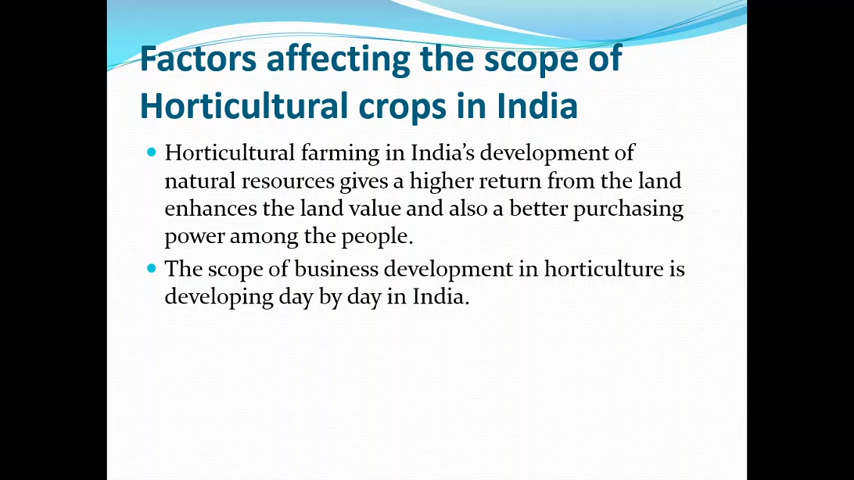 Factors affecting the scope of
Horticultural crops in India
• Horticultural farming in India's development of
natural resources gives a higher return from the land
enhances the land value and also a better purchasing
power among the people.
• The scope of business development in horticulture is
developing day by day in India.